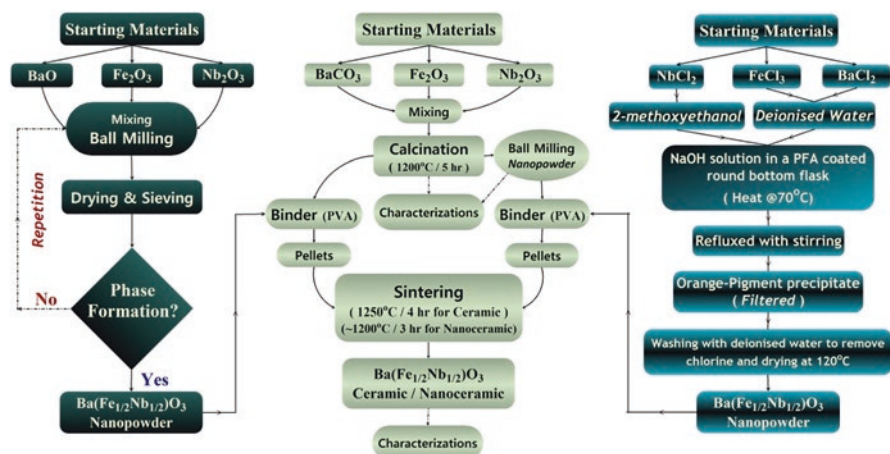 Starting Materials
BaO
Fe₂O₃
Nb₂O₃
Mixing
Ball Milling
Drying & Sieving
Repetition
Phase
Formation?
No
Yes
Ba(Fe₁/₂Nb₁/₂)O₃
Nanopowder
Starting Materials
BaCO₃
Fe₂O₃
Nb₂O₃
Mixing
Calcination
( 1200°C / 5 hr )
Ball Milling
Nanopowder
Characterizations
Binder (PVA)
Binder (PVA)
Pellets
Pellets
Sintering
( 1250°C / 4 hr for Ceramic )
(~1200°C / 3 hr for Nanoceramic)
Ba(Fe₁/₂Nb₁/₂)O₃
Ceramic / Nanoceramic
Characterizations
Starting Materials
NbCl₂
FeCl₃
BaCl₂
2-methoxyethanol
Deionised Water
NaOH solution in a PFA coated
round bottom flask
( Heat @70°C)
Refluxed with stirring
Orange-Pigment precipitate
( Filtered )
Washing with deionised water to remove
chlorine and drying at 120°C
Ba(Fe₁/₂Nb₁/₂)O₃
Nanopowder